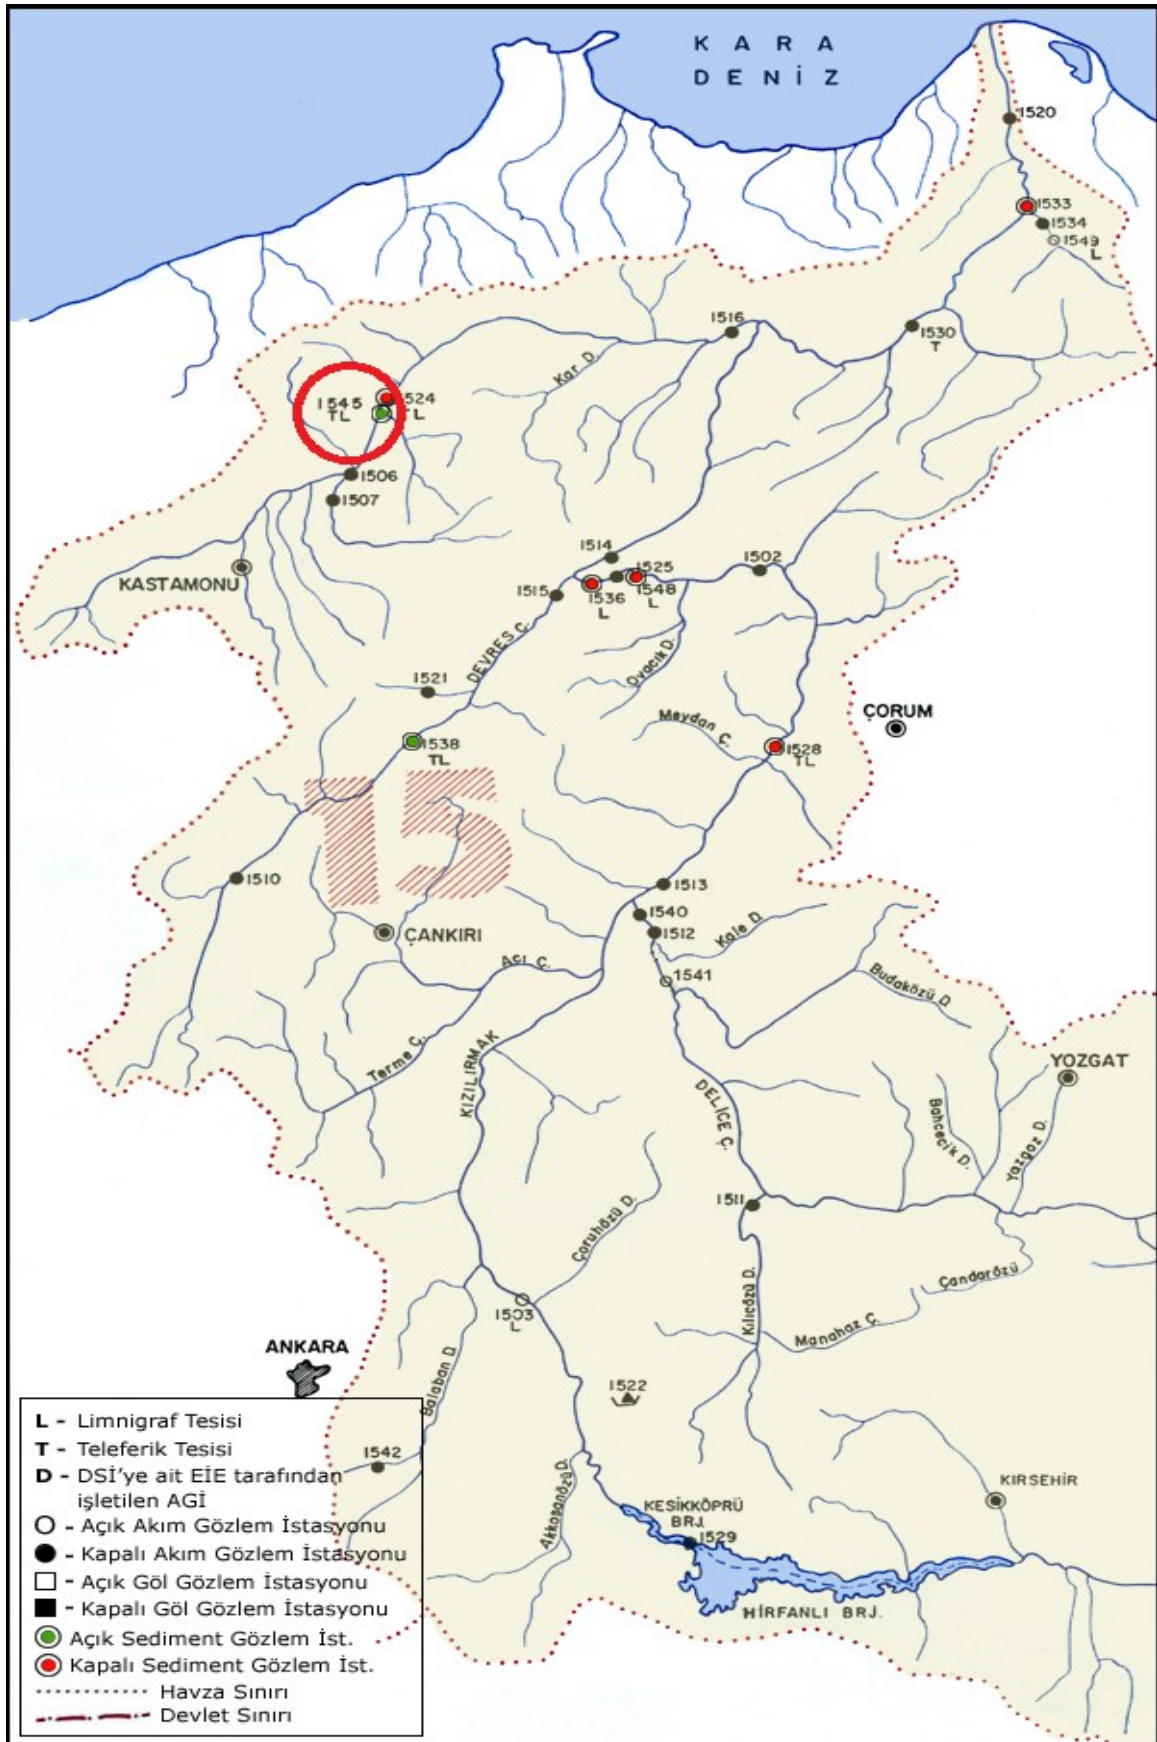 KARA
DENİZ
1520
1533
1534
1549
L
1516
1530
T
Kar D.
1545
TL
1524
TL
1506
1507
KASTAMONU
1514
1525
1502
1515
1536
L
1548
L
DEVRES Ç.
Ovacık D.
1521
Meydan Ç.
ÇORUM
1538
TL
1528
TL
15
1510
1513
1540
1512
Kale D.
ÇANKIRI
Acı Ç.
1541
Budaközü D.
Terme Ç.
KIZILIRMAK
YOZGAT
DELİCE Ç.
Bahçecik D.
Yazgaz D.
1511
Çoruhözü D.
Kılıçözü D.
Çandarözü
1503
L
Manahaz Ç.
ANKARA
Balaban D.
1522
L - Limnigraf Tesisi
T - Teleferik Tesisi
D - DSİ'ye ait EİE tarafından
işletilen AGİ
- Açık Akım Gözlem İstasyonu
- Kapalı Akım Gözlem İstasyonu
- Açık Göl Gözlem İstasyonu
- Kapalı Göl Gözlem İstasyonu
Açık Sediment Gözlem İst.
Kapalı Sediment Gözlem İst.
Havza Sınırı
Devlet Sınırı
1542
KIRŞEHİR
KESİKKÖPRÜ
BRJ.
1529
HİRFANLI BRJ.